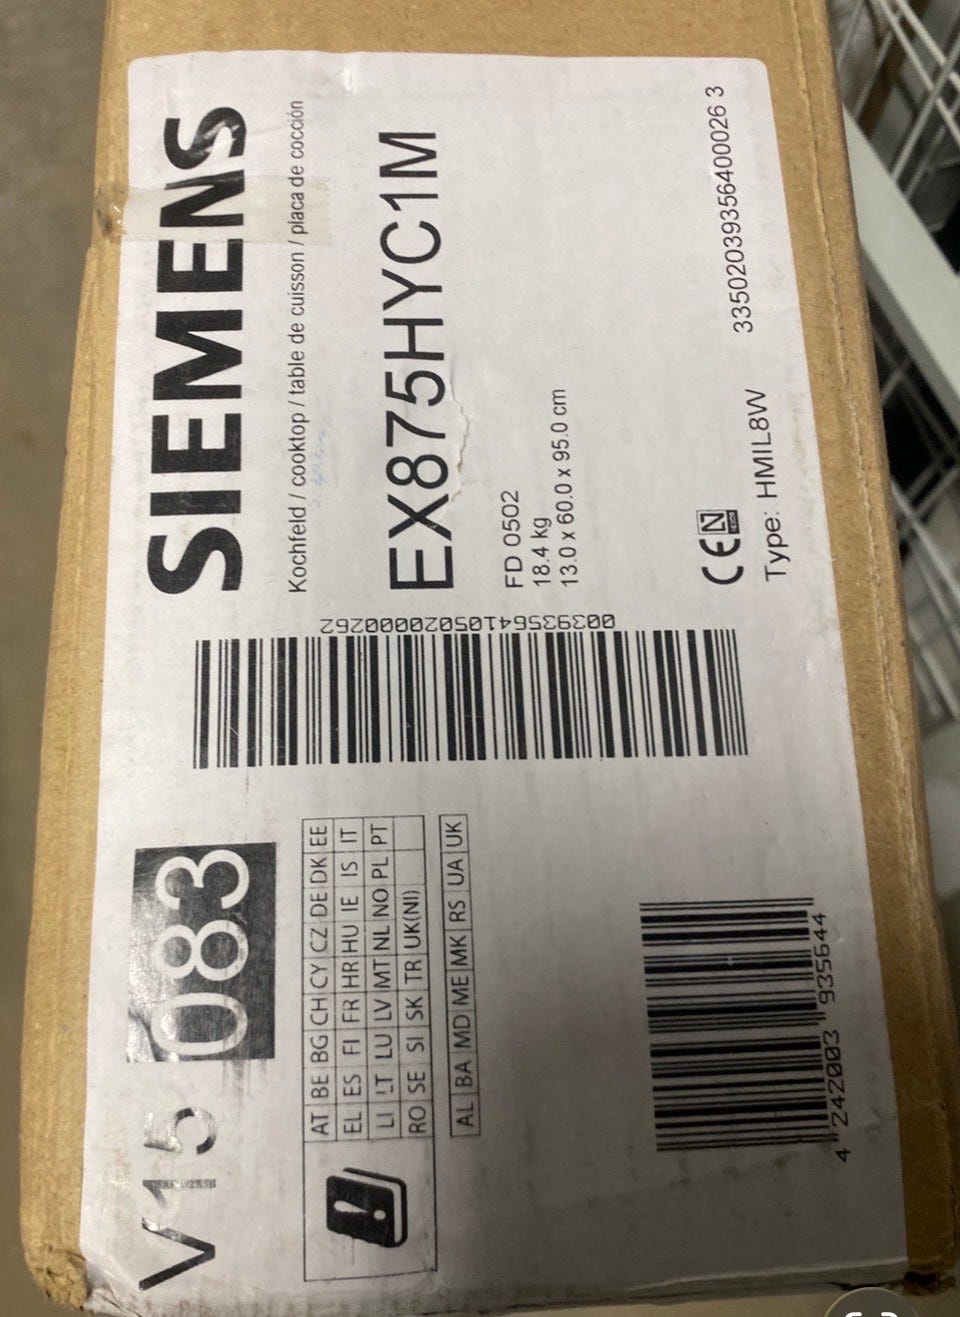 SIEMENS
Kochfeld / cooktop / table de cuisson / placa de cocción
EX875HYC1M
FD 0502
18.4 kg
13.0 x 60.0 x 95.0 cm
CE N
Type: HMIL8W
33502039356400026 3
003935641050200000262
V15 083
AT BE BG CH CY CZ DE DK EE
EL ES FI FR HR HU IE IS IT
LI LT LU LV MT NL NO PL PT
RO SE SI SK TR UK(NI)
AL BA MD ME MK RS UA UK
4 242003 935644